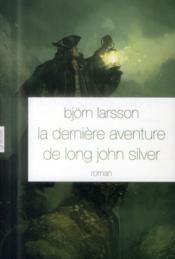 björn larsson
la dernière aventure
de long john silver
roman